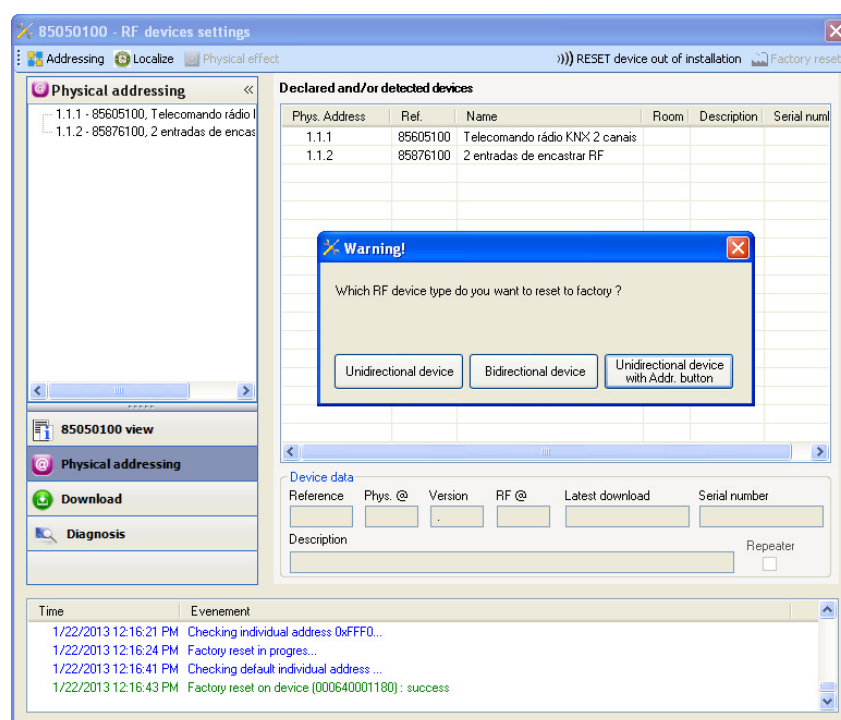 85050100 - RF devices settings
Addressing Localize Physical effect RESET device out of installation Factory reset
Physical addressing
1.1.1 - 85605100, Telecomando rádio
1.1.2 - 85876100, 2 entradas de encas
Declared and/or detected devices
Phys. Address Ref. Name Room Description Serial numl
1.1.1 85605100 Telecomando rádio KNX 2 canais
1.1.2 85876100 2 entradas de encastrar RF
Warning!
Which RF device type do you want to reset to factory ?
Unidirectional device
Bidirectional device
Unidirectional device
with Addr. button
85050100 view
Physical addressing
Download
Diagnosis
Device data
Reference Phys. @ Version RF @ Latest download Serial number
.
Description
Repeater
Time Evenement
1/22/2013 12:16:21 PM Checking individual address 0xFFF0...
1/22/2013 12:16:24 PM Factory reset in progres...
1/22/2013 12:16:41 PM Checking default individual address ...
1/22/2013 12:16:43 PM Factory reset on device (000640001180) : success